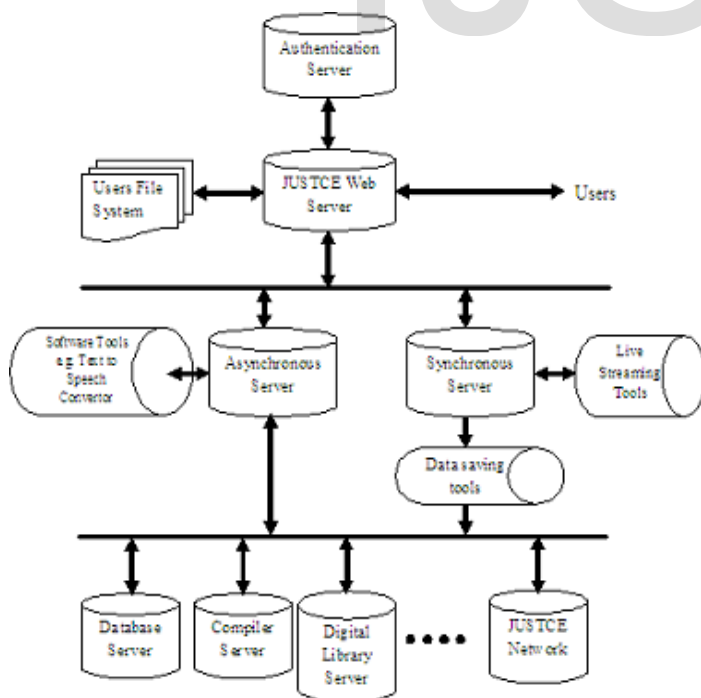 Authentication
Server
Users File
System
JUSTCE Web
Server
Users
Software Tools
e.g. Text to
Speech
Convertor
Asynchronous
Server
Synchronous
Server
Live
Streaming
Tools
Data saving
tools
Database
Server
Compiler
Server
Digital
Library
Server
JUSTCE
Network